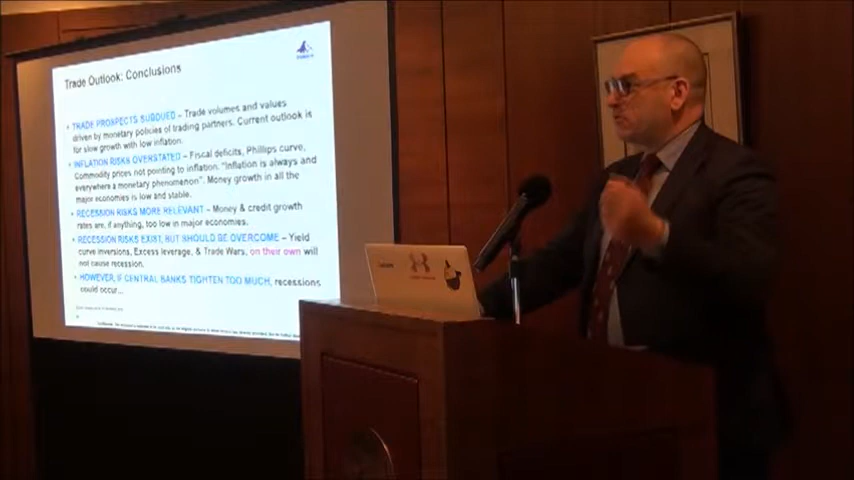 Trade Outlook: Conclusions
• TRADE PROSPECTS SUBDUED – Trade volumes and values
driven by monetary policies of trading partners. Current outlook is
for slow growth with low inflation.
• INFLATION RISKS OVERSTATED – Fiscal deficits, Phillips curve,
Commodity prices not pointing to inflation. "Inflation is always and
everywhere a monetary phenomenon". Money growth in all the
major economies is low and stable.
• RECESSION RISKS MORE RELEVANT – Money & credit growth
rates are, if anything, too low in major economies.
• RECESSION RISKS EXIST, BUT SHOULD BE OVERCOME – Yield
curve inversions, Excess leverage, & Trade Wars, on their own will
not cause recession.
• HOWEVER, IF CENTRAL BANKS TIGHTEN TOO MUCH, recessions
could occur...